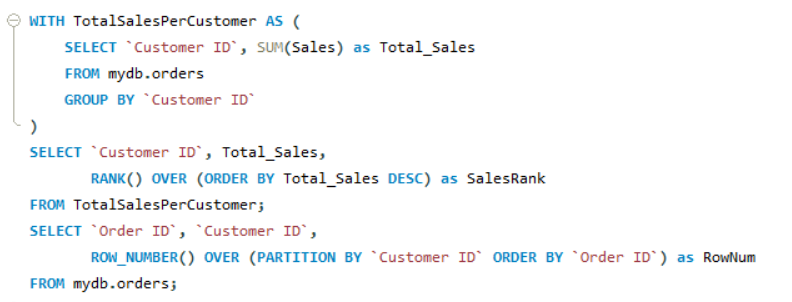 WITH TotalSalesPerCustomer AS (
    SELECT `Customer ID`, SUM(Sales) as Total_Sales
    FROM mydb.orders
    GROUP BY `Customer ID`
)
SELECT `Customer ID`, Total_Sales,
       RANK() OVER (ORDER BY Total_Sales DESC) as SalesRank
FROM TotalSalesPerCustomer;
SELECT `Order ID`, `Customer ID`,
       ROW_NUMBER() OVER (PARTITION BY `Customer ID` ORDER BY `Order ID`) as RowNum
FROM mydb.orders;